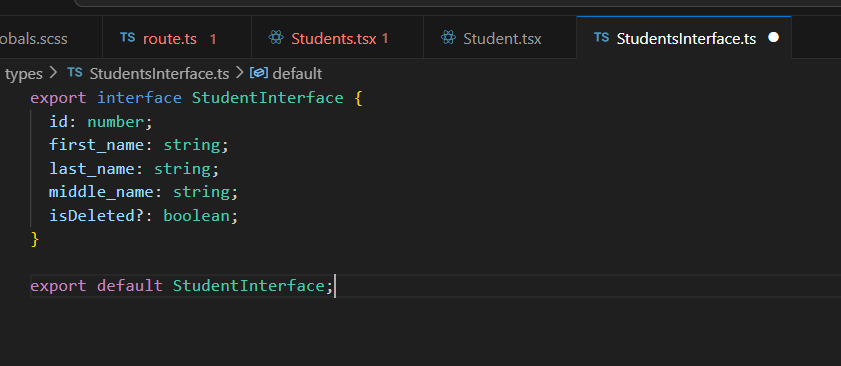 obals.scss TS route.ts 1 Students.tsx 1 Student.tsx TS StudentsInterface.ts
types > TS StudentsInterface.ts > default
export interface StudentInterface {
  id: number;
  first_name: string;
  last_name: string;
  middle_name: string;
  isDeleted?: boolean;
}
export default StudentInterface;